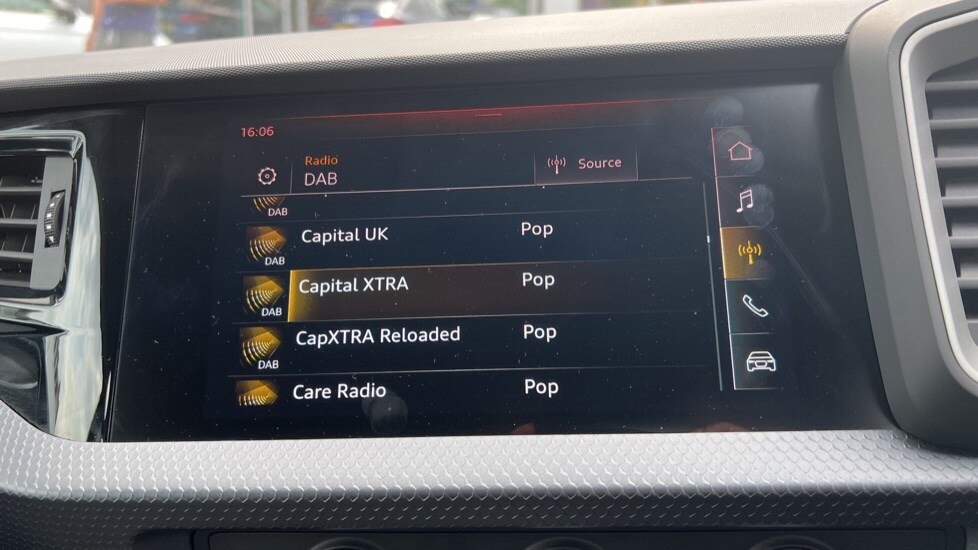 16:06
Radio
DAB
Source
DAB
Capital UK Pop
DAB
Capital XTRA Pop
DAB
CapXTRA Reloaded Pop
DAB
Care Radio Pop